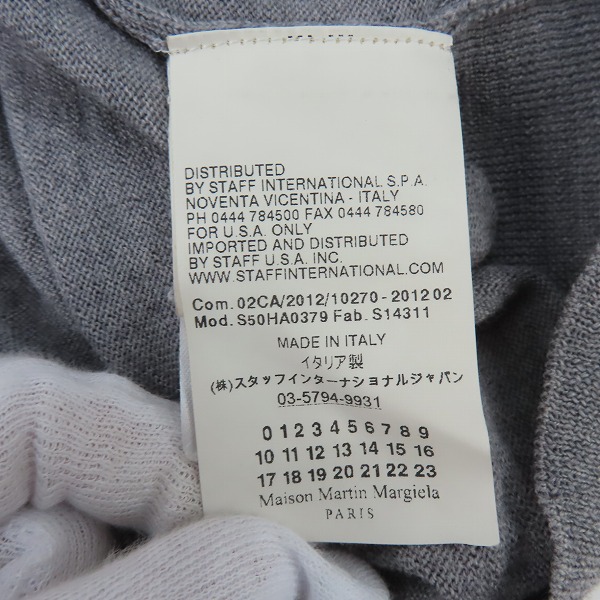 DISTRIBUTED
BY STAFF INTERNATIONAL S.P.A.
NOVENTA VICENTINA - ITALY
PH 0444 784500 FAX 0444 784580
FOR U.S.A. ONLY
IMPORTED AND DISTRIBUTED
BY STAFF U.S.A. INC.
WWW.STAFFINTERNATIONAL.COM
Com. 02CA/2012/10270 - 2012 02
Mod. S50HA0379 Fab. S14311
MADE IN ITALY
イタリア製
(株)スタッフインターナショナルジャパン
03-5794-9931
0 1 2 3 4 5 6 7 8 9
10 11 12 13 14 15 16
17 18 19 20 21 22 23
Maison Martin Margiela
PARIS